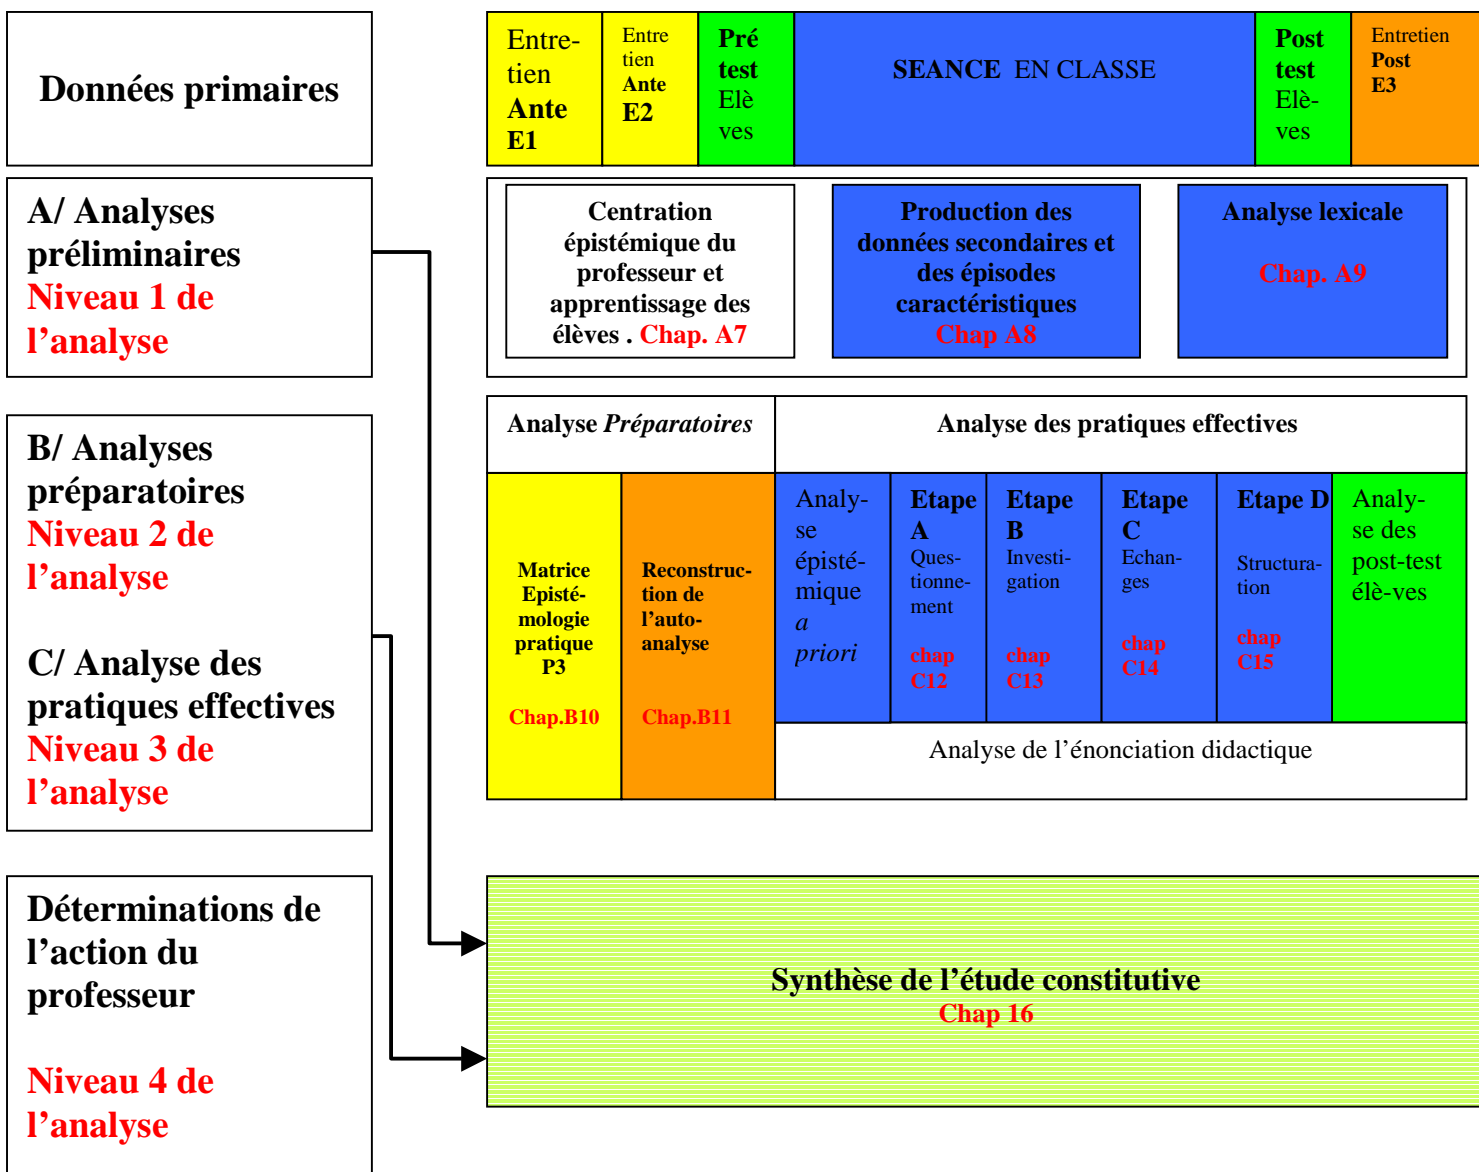 Données primaires
Entre-
tien
Ante
E1
Entre
tien
Ante
E2
Pré
test
Elè
ves
SEANCE EN CLASSE
Post
test
Elè-
ves
Entretien
Post
E3
A/ Analyses
préliminaires
Niveau 1 de
l’analyse
Centration
épistémique du
professeur et
apprentissage des
élèves . Chap. A7
Production des
données secondaires et
des épisodes
caractéristiques
Chap A8
Analyse lexicale
Chap. A9
B/ Analyses
préparatoires
Niveau 2 de
l’analyse
C/ Analyse des
pratiques effectives
Niveau 3 de
l’analyse
Analyse Préparatoires
Analyse des pratiques effectives
Matrice
Episté-
mologie
pratique
P3
Chap.B10
Reconstruc-
tion de
l’auto-
analyse
Chap.B11
Analy-
se
épisté-
mique
a
priori
Etape
A
Ques-
tionne-
ment
chap
C12
Etape
B
Investi-
gation
chap
C13
Etape
C
Echan-
ges
chap
C14
Etape D
Structura-
tion
chap
C15
Analy-
se des
post-test
élè-ves
Analyse de l’énonciation didactique
Déterminations de
l’action du
professeur
Niveau 4 de
l’analyse
Synthèse de l’étude constitutive
Chap 16